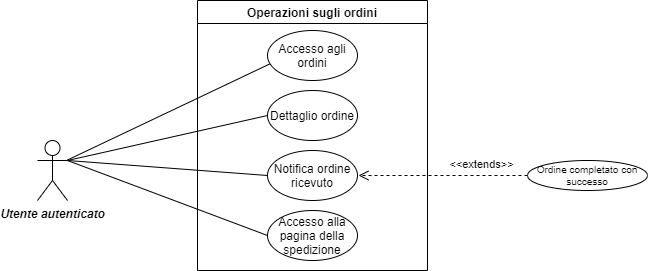 Operazioni sugli ordini
Accesso agli
ordini
Dettaglio ordine
Notifica ordine
ricevuto
<<extends>>
Ordine completato con
successo
Utente autenticato
Accesso alla
pagina della
spedizione